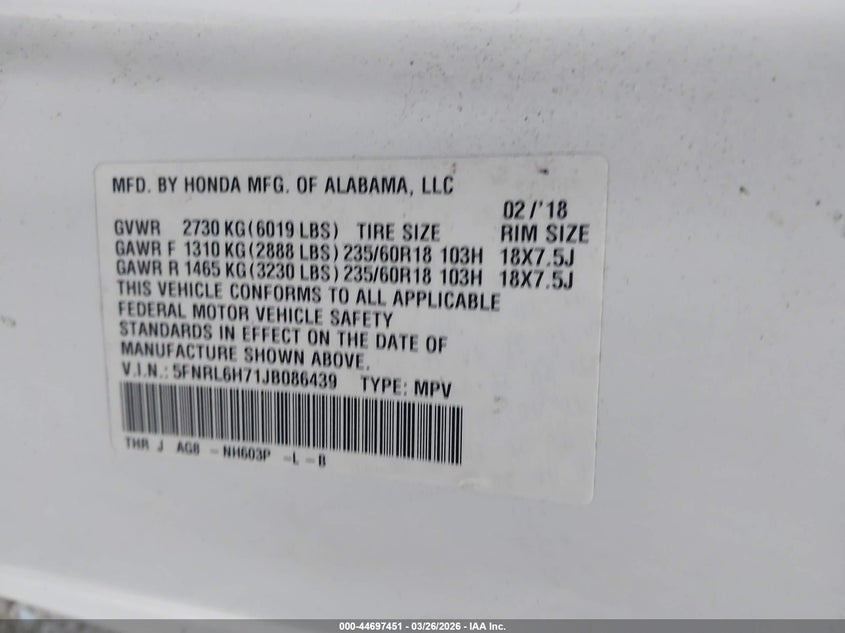 MFD. BY HONDA MFG. OF ALABAMA, LLC
02/'18
GVWR 2730 KG(6019 LBS) TIRE SIZE RIM SIZE
GAWR F 1310 KG(2888 LBS) 235/60R18 103H 18X7.5J
GAWR R 1465 KG(3230 LBS) 235/60R18 103H 18X7.5J
THIS VEHICLE CONFORMS TO ALL APPLICABLE
FEDERAL MOTOR VEHICLE SAFETY
STANDARDS IN EFFECT ON THE DATE OF
MANUFACTURE SHOWN ABOVE.
V.I.N.: 5FNRL6H71JB086439 TYPE: MPV
THR J AG8 - NH603P -L - B
000-44697451 | 03/26/2026 - IAA Inc.